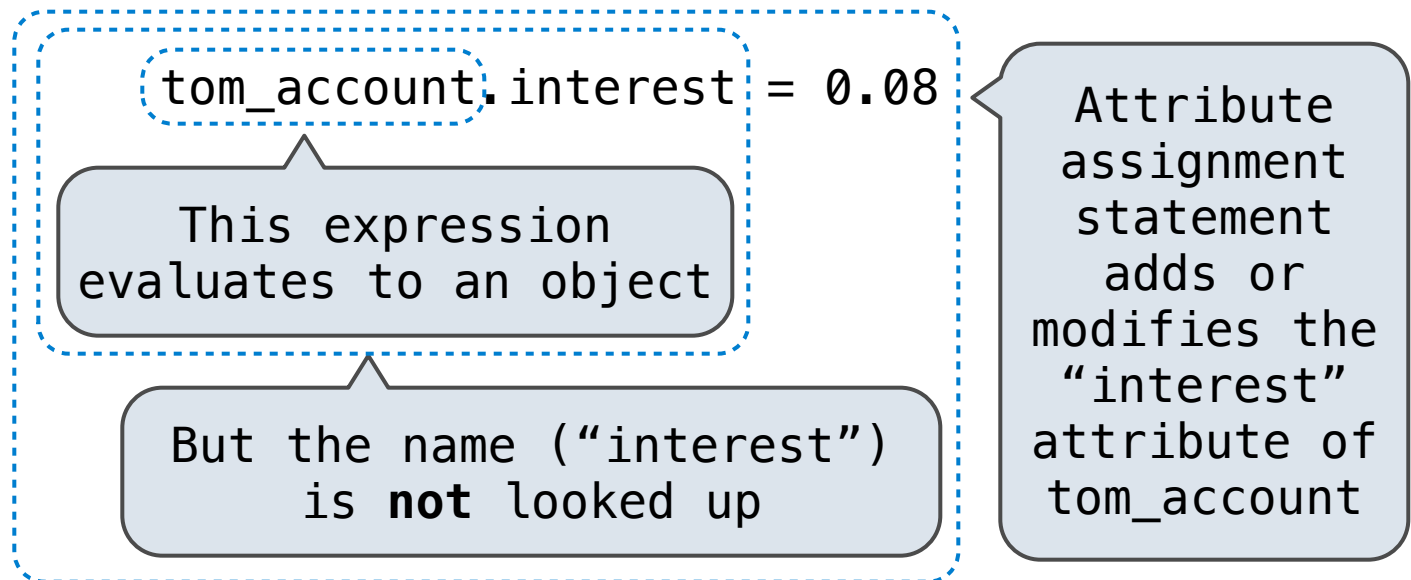 tom_account.interest = 0.08
This expression
evaluates to an object
But the name (“interest”)
is not looked up
Attribute
assignment
statement
adds or
modifies the
“interest”
attribute of
tom_account